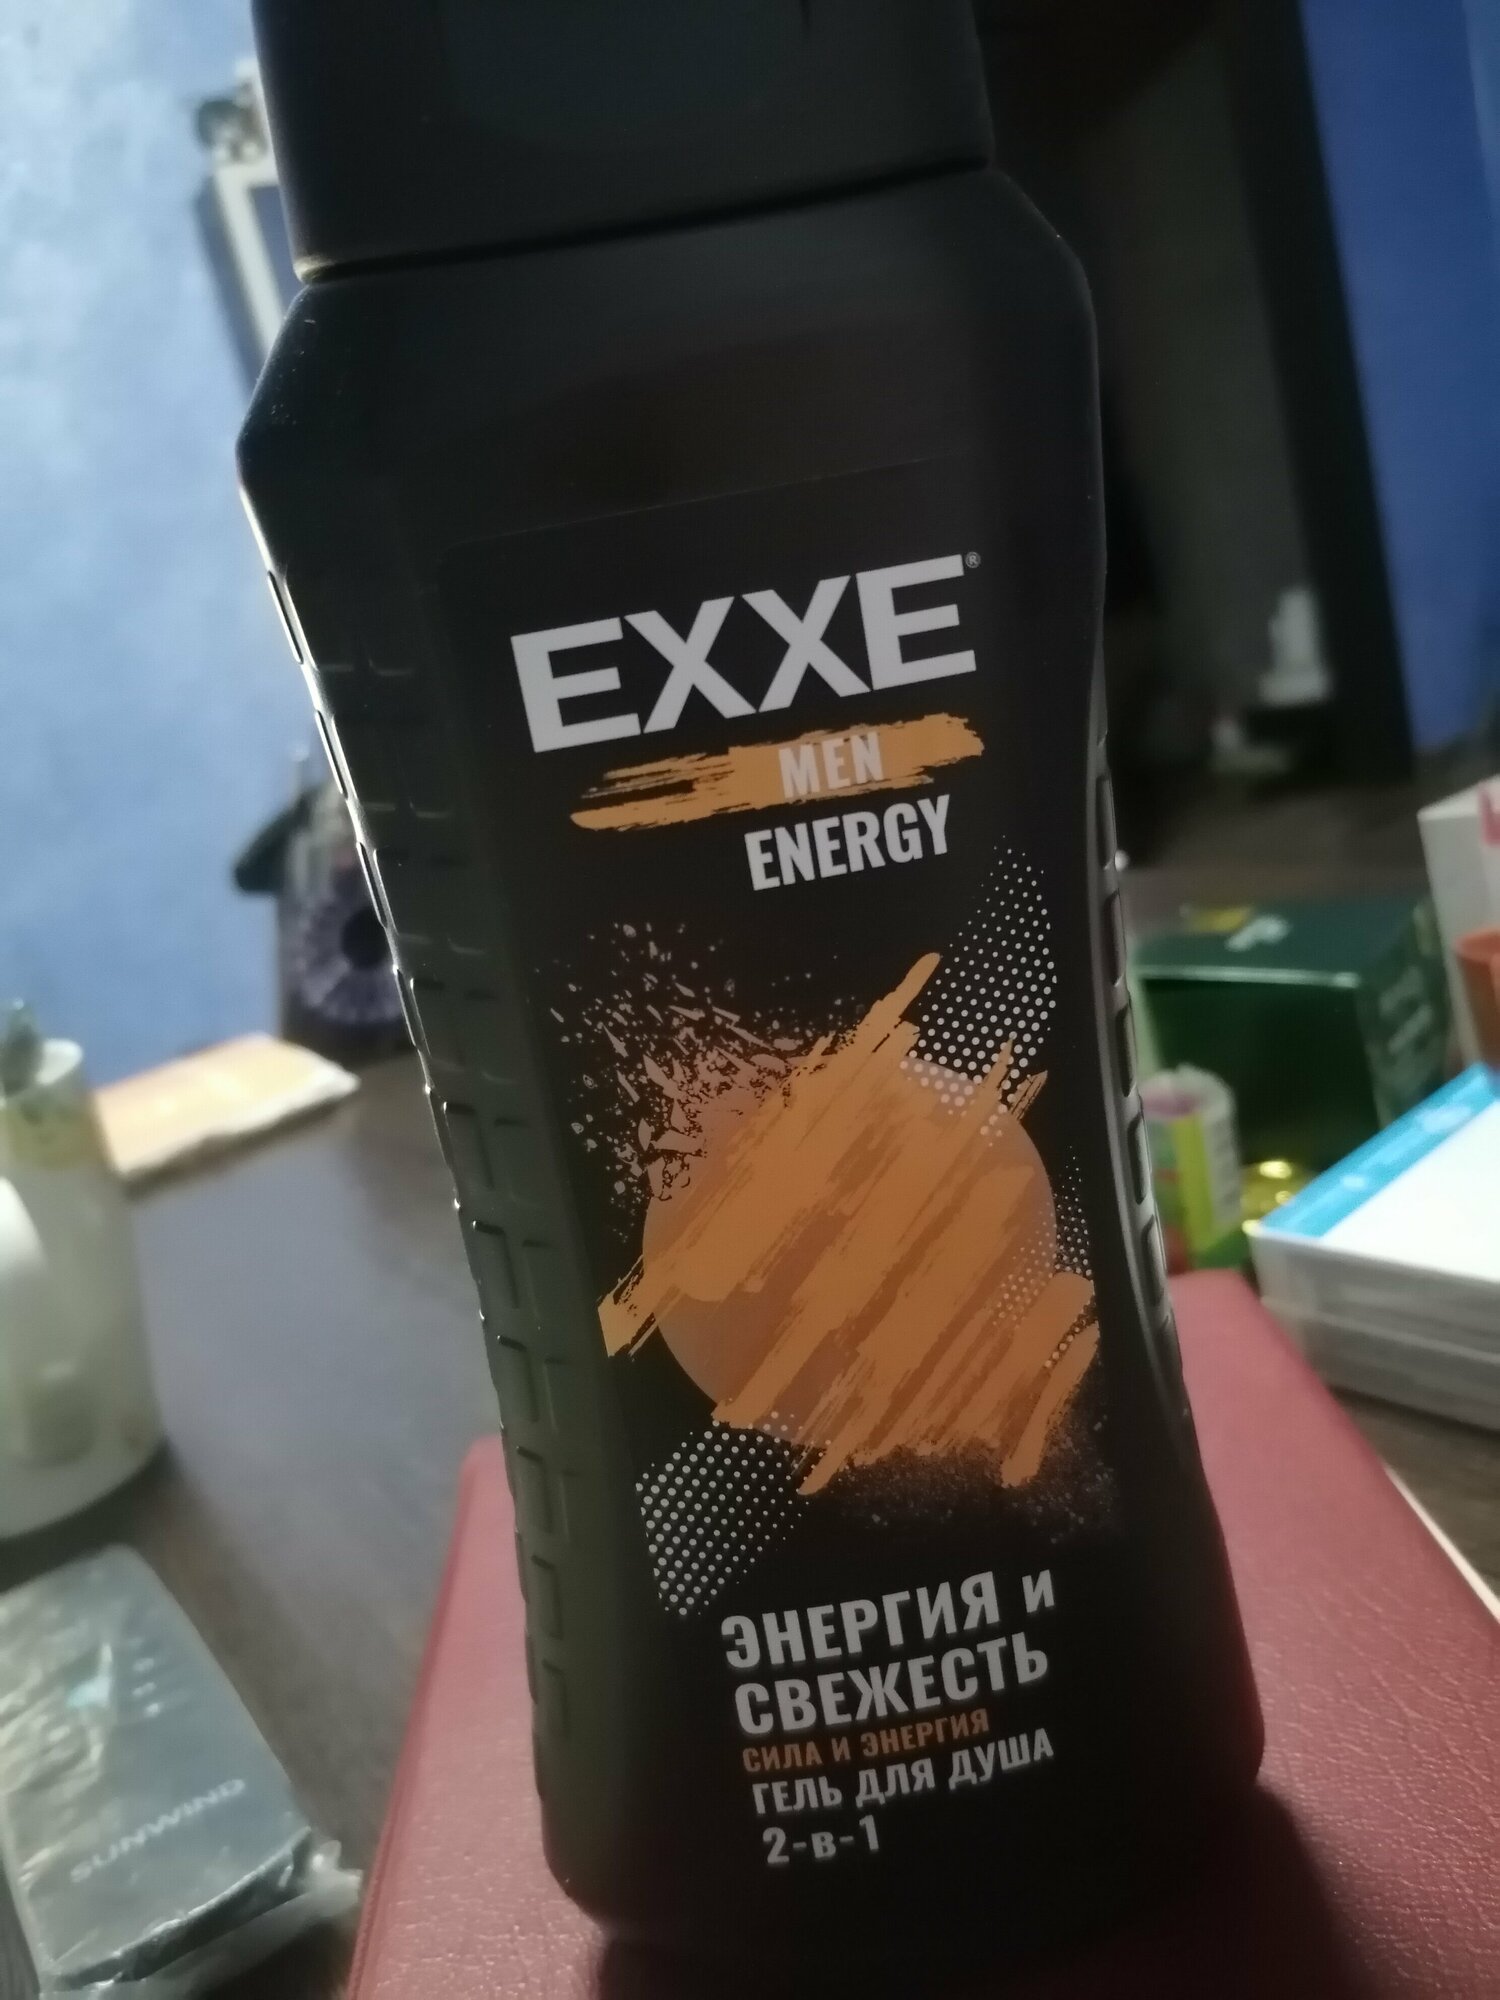 EXXE®
MEN
ENERGY
ЭНЕРГИЯ и
СВЕЖЕСТЬ
СИЛА И ЭНЕРГИЯ
ГЕЛЬ ДЛЯ ДУША
2-в-1
SUNWIND